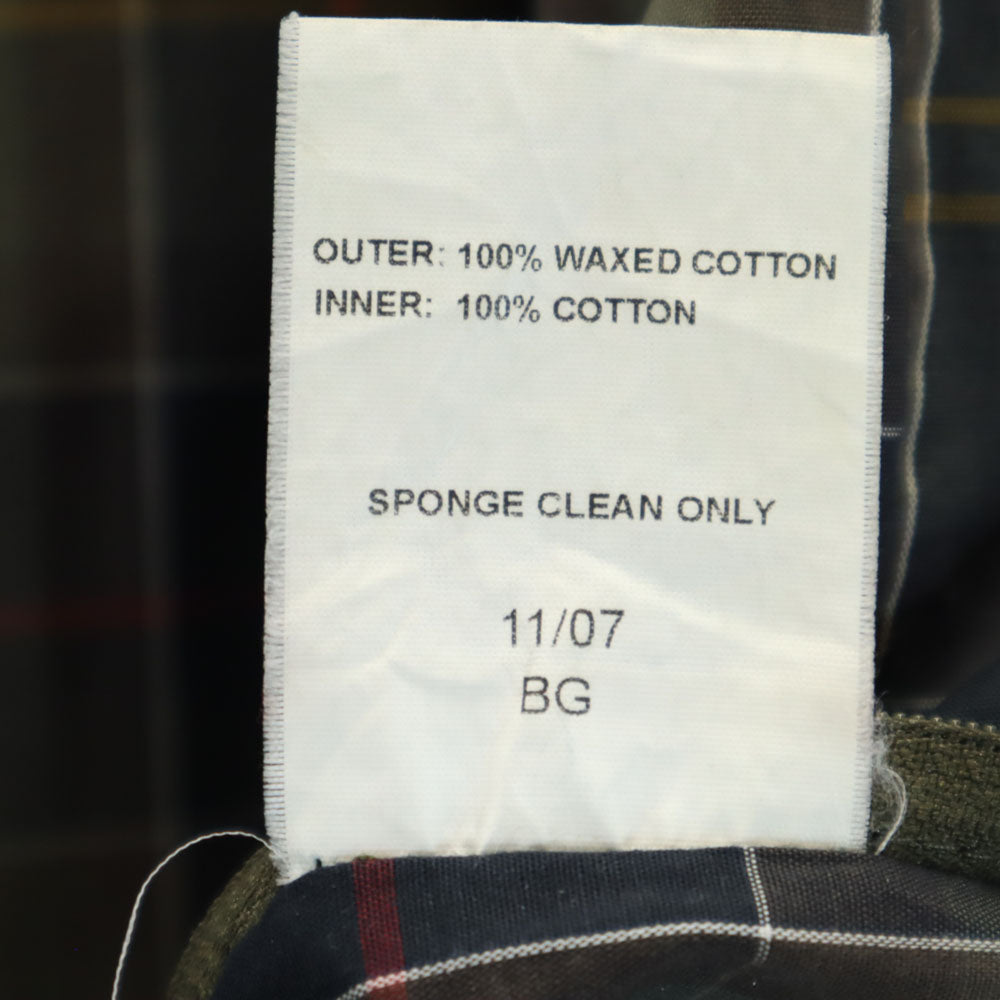 OUTER: 100% WAXED COTTON
INNER: 100% COTTON
SPONGE CLEAN ONLY
11/07
BG